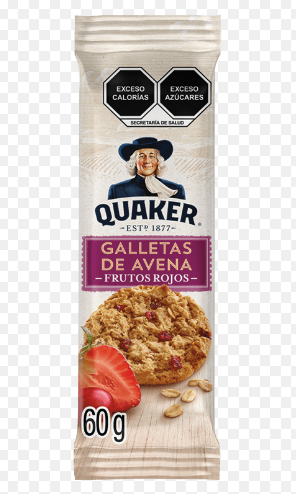 EXCESO
CALORÍAS
EXCESO
AZÚCARES
SECRETARÍA DE SALUD
QUAKER®
ESTD 1877
GALLETAS
DE AVENA
FRUTOS ROJOS
60 g